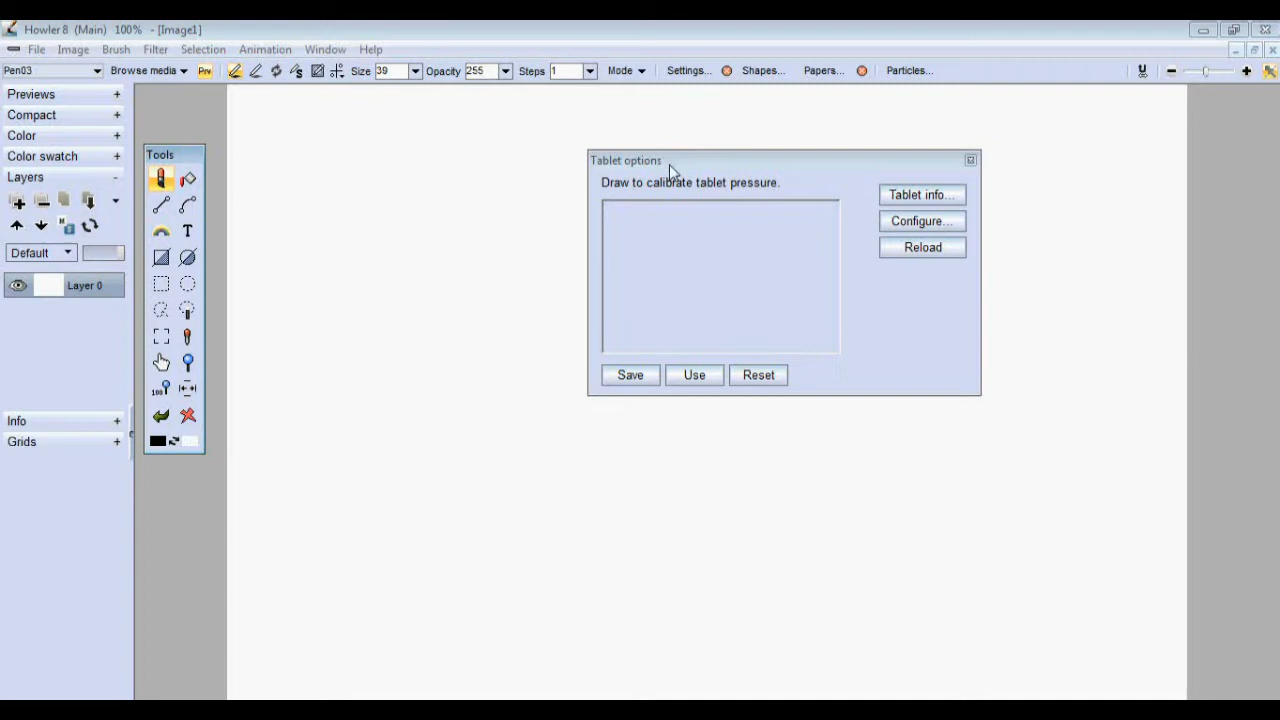 Howler 8 (Main) 100% - [Image1]
File Image Brush Filter Selection Animation Window Help
Pen03 Browse media Prv Size 39 Opacity 255 Steps 1 Mode Settings... Shapes... Papers... Particles...
Previews +
Compact +
Color +
Color swatch +
Layers -
Default
Layer 0
Info +
Grids +
Tools
T
100
Tablet options
Draw to calibrate tablet pressure.
Tablet info...
Configure...
Reload
Save Use Reset